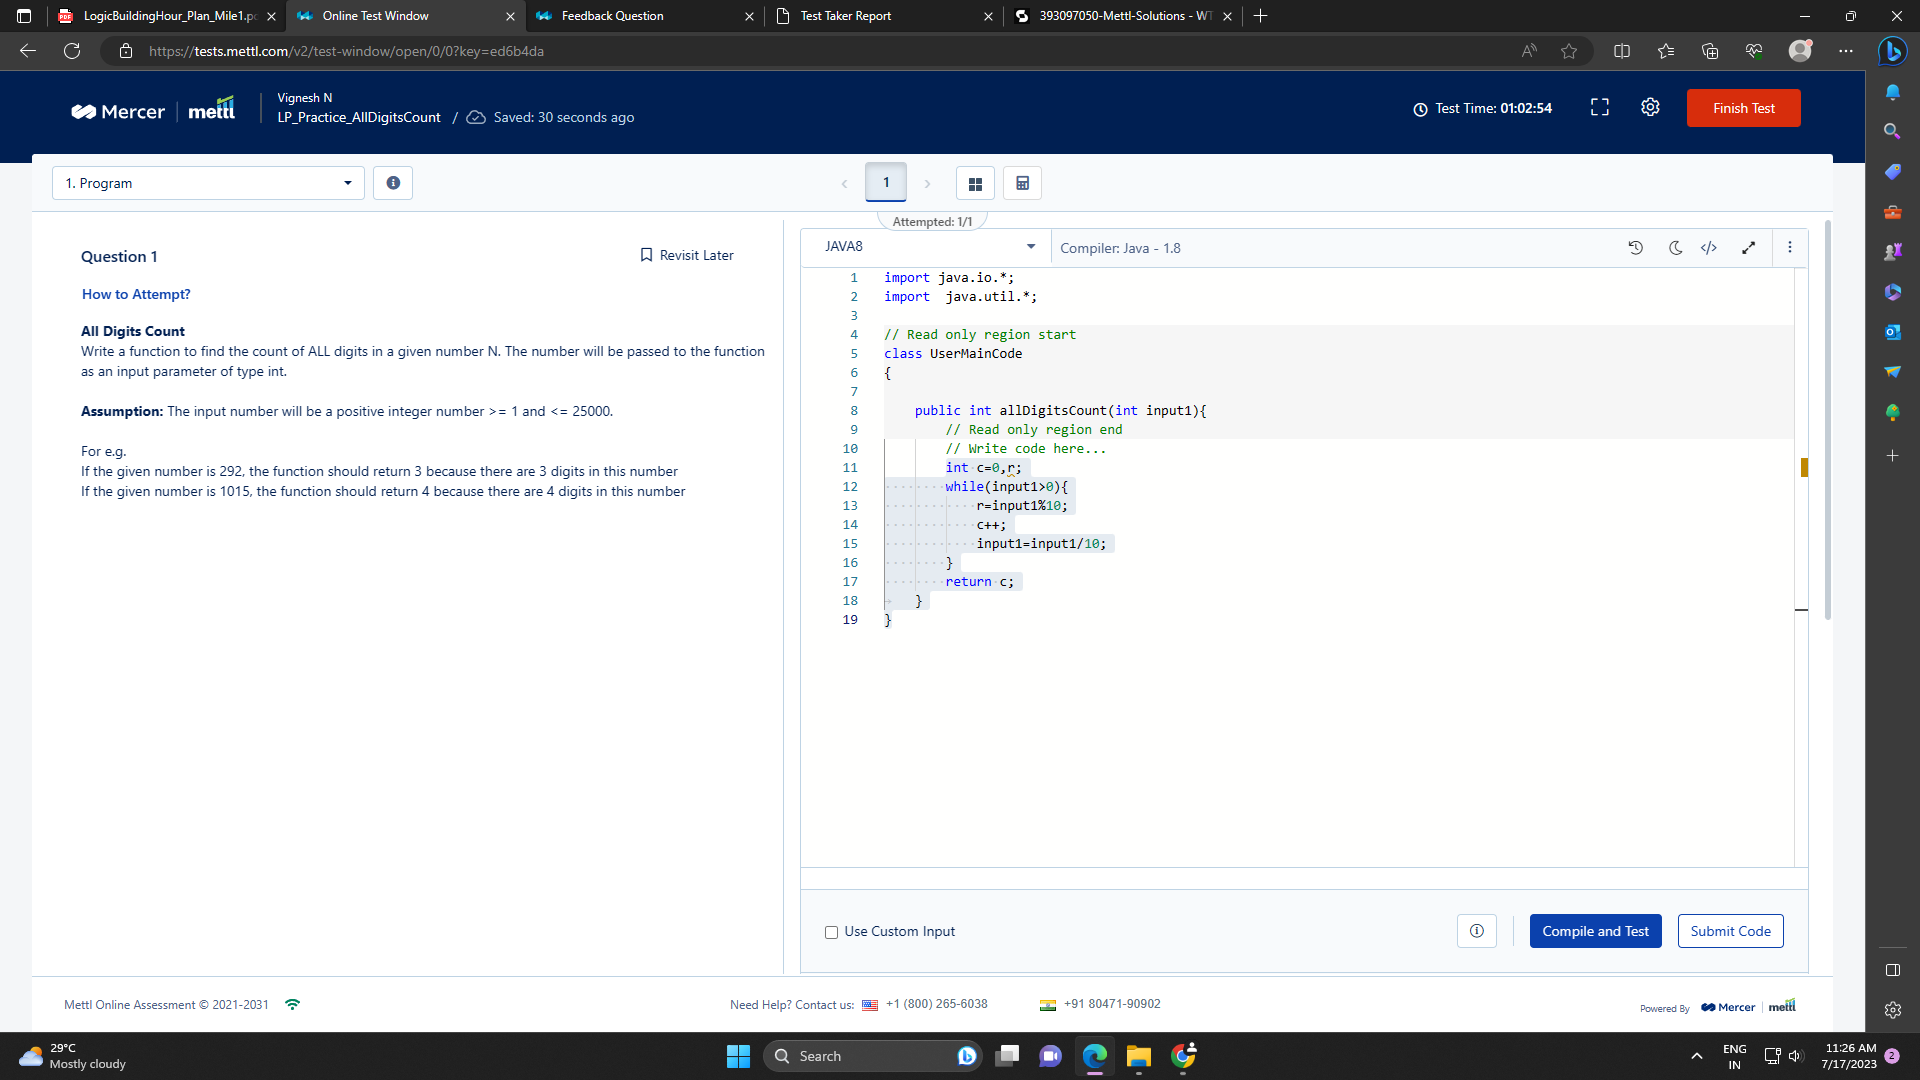 LogicBuildingHour_Plan_Mile1.pc
Online Test Window
Feedback Question
Test Taker Report
393097050-Mettl-Solutions - WT
https://tests.mettl.com/v2/test-window/open/0/0?key=ed6b4da
Mercer | mettl
Vignesh N
LP_Practice_AllDigitsCount / Saved: 30 seconds ago
Test Time: 01:02:54
Finish Test
1. Program
1
Attempted: 1/1
Question 1
Revisit Later
How to Attempt?
All Digits Count
Write a function to find the count of ALL digits in a given number N. The number will be passed to the function
as an input parameter of type int.
Assumption: The input number will be a positive integer number >= 1 and <= 25000.
For e.g.
If the given number is 292, the function should return 3 because there are 3 digits in this number
If the given number is 1015, the function should return 4 because there are 4 digits in this number
JAVA8
Compiler: Java - 1.8
1 import java.io.*;
2 import  java.util.*;
3
4 // Read only region start
5 class UserMainCode
6 {
7
8     public int allDigitsCount(int input1){
9         // Read only region end
10         // Write code here...
11         int c=0,r;
12         while(input1>0){
13             r=input1%10;
14             c++;
15             input1=input1/10;
16         }
17         return c;
18     }
19 }
Use Custom Input
Compile and Test
Submit Code
Mettl Online Assessment © 2021-2031
Need Help? Contact us: +1 (800) 265-6038
+91 80471-90902
Powered By Mercer | mettl
29°C
Mostly cloudy
Search
ENG
IN
11:26 AM
7/17/2023
2